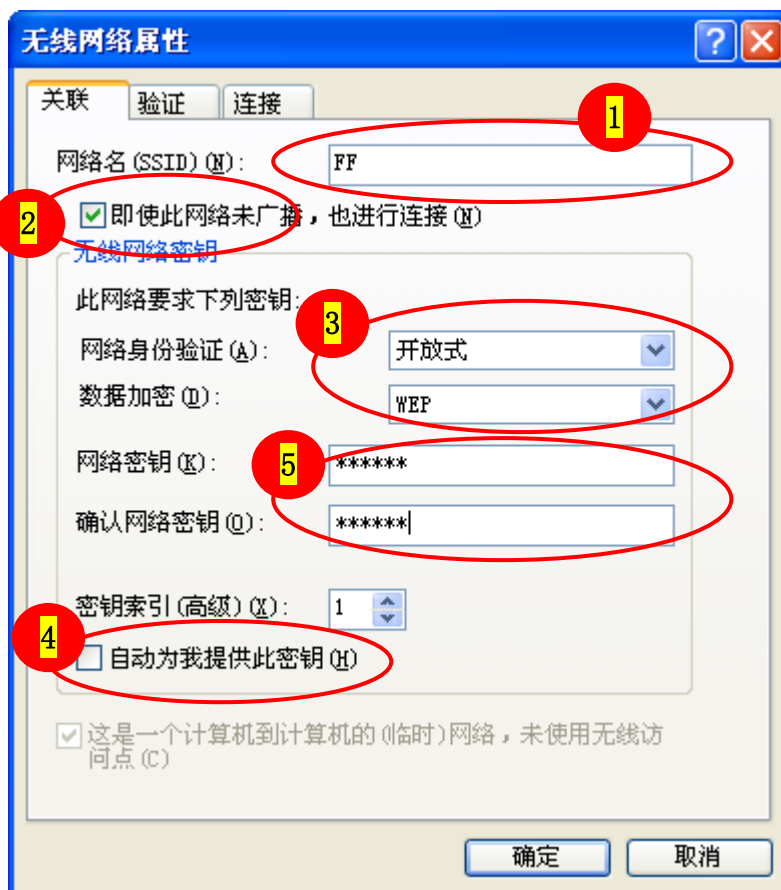 无线网络属性
关联 验证 连接
1
网络名(SSID)(N): FF
2
即使此网络未广播，也进行连接(N)
无线网络密钥
此网络要求下列密钥:
3
网络身份验证(A): 开放式
数据加密(D): WEP
网络密钥(K): 5 ******
确认网络密钥(O): ******
密钥索引(高级)(X): 1
4
自动为我提供此密钥(H)
这是一个计算机到计算机的(临时)网络，未使用无线访
问点(C)
确定 取消